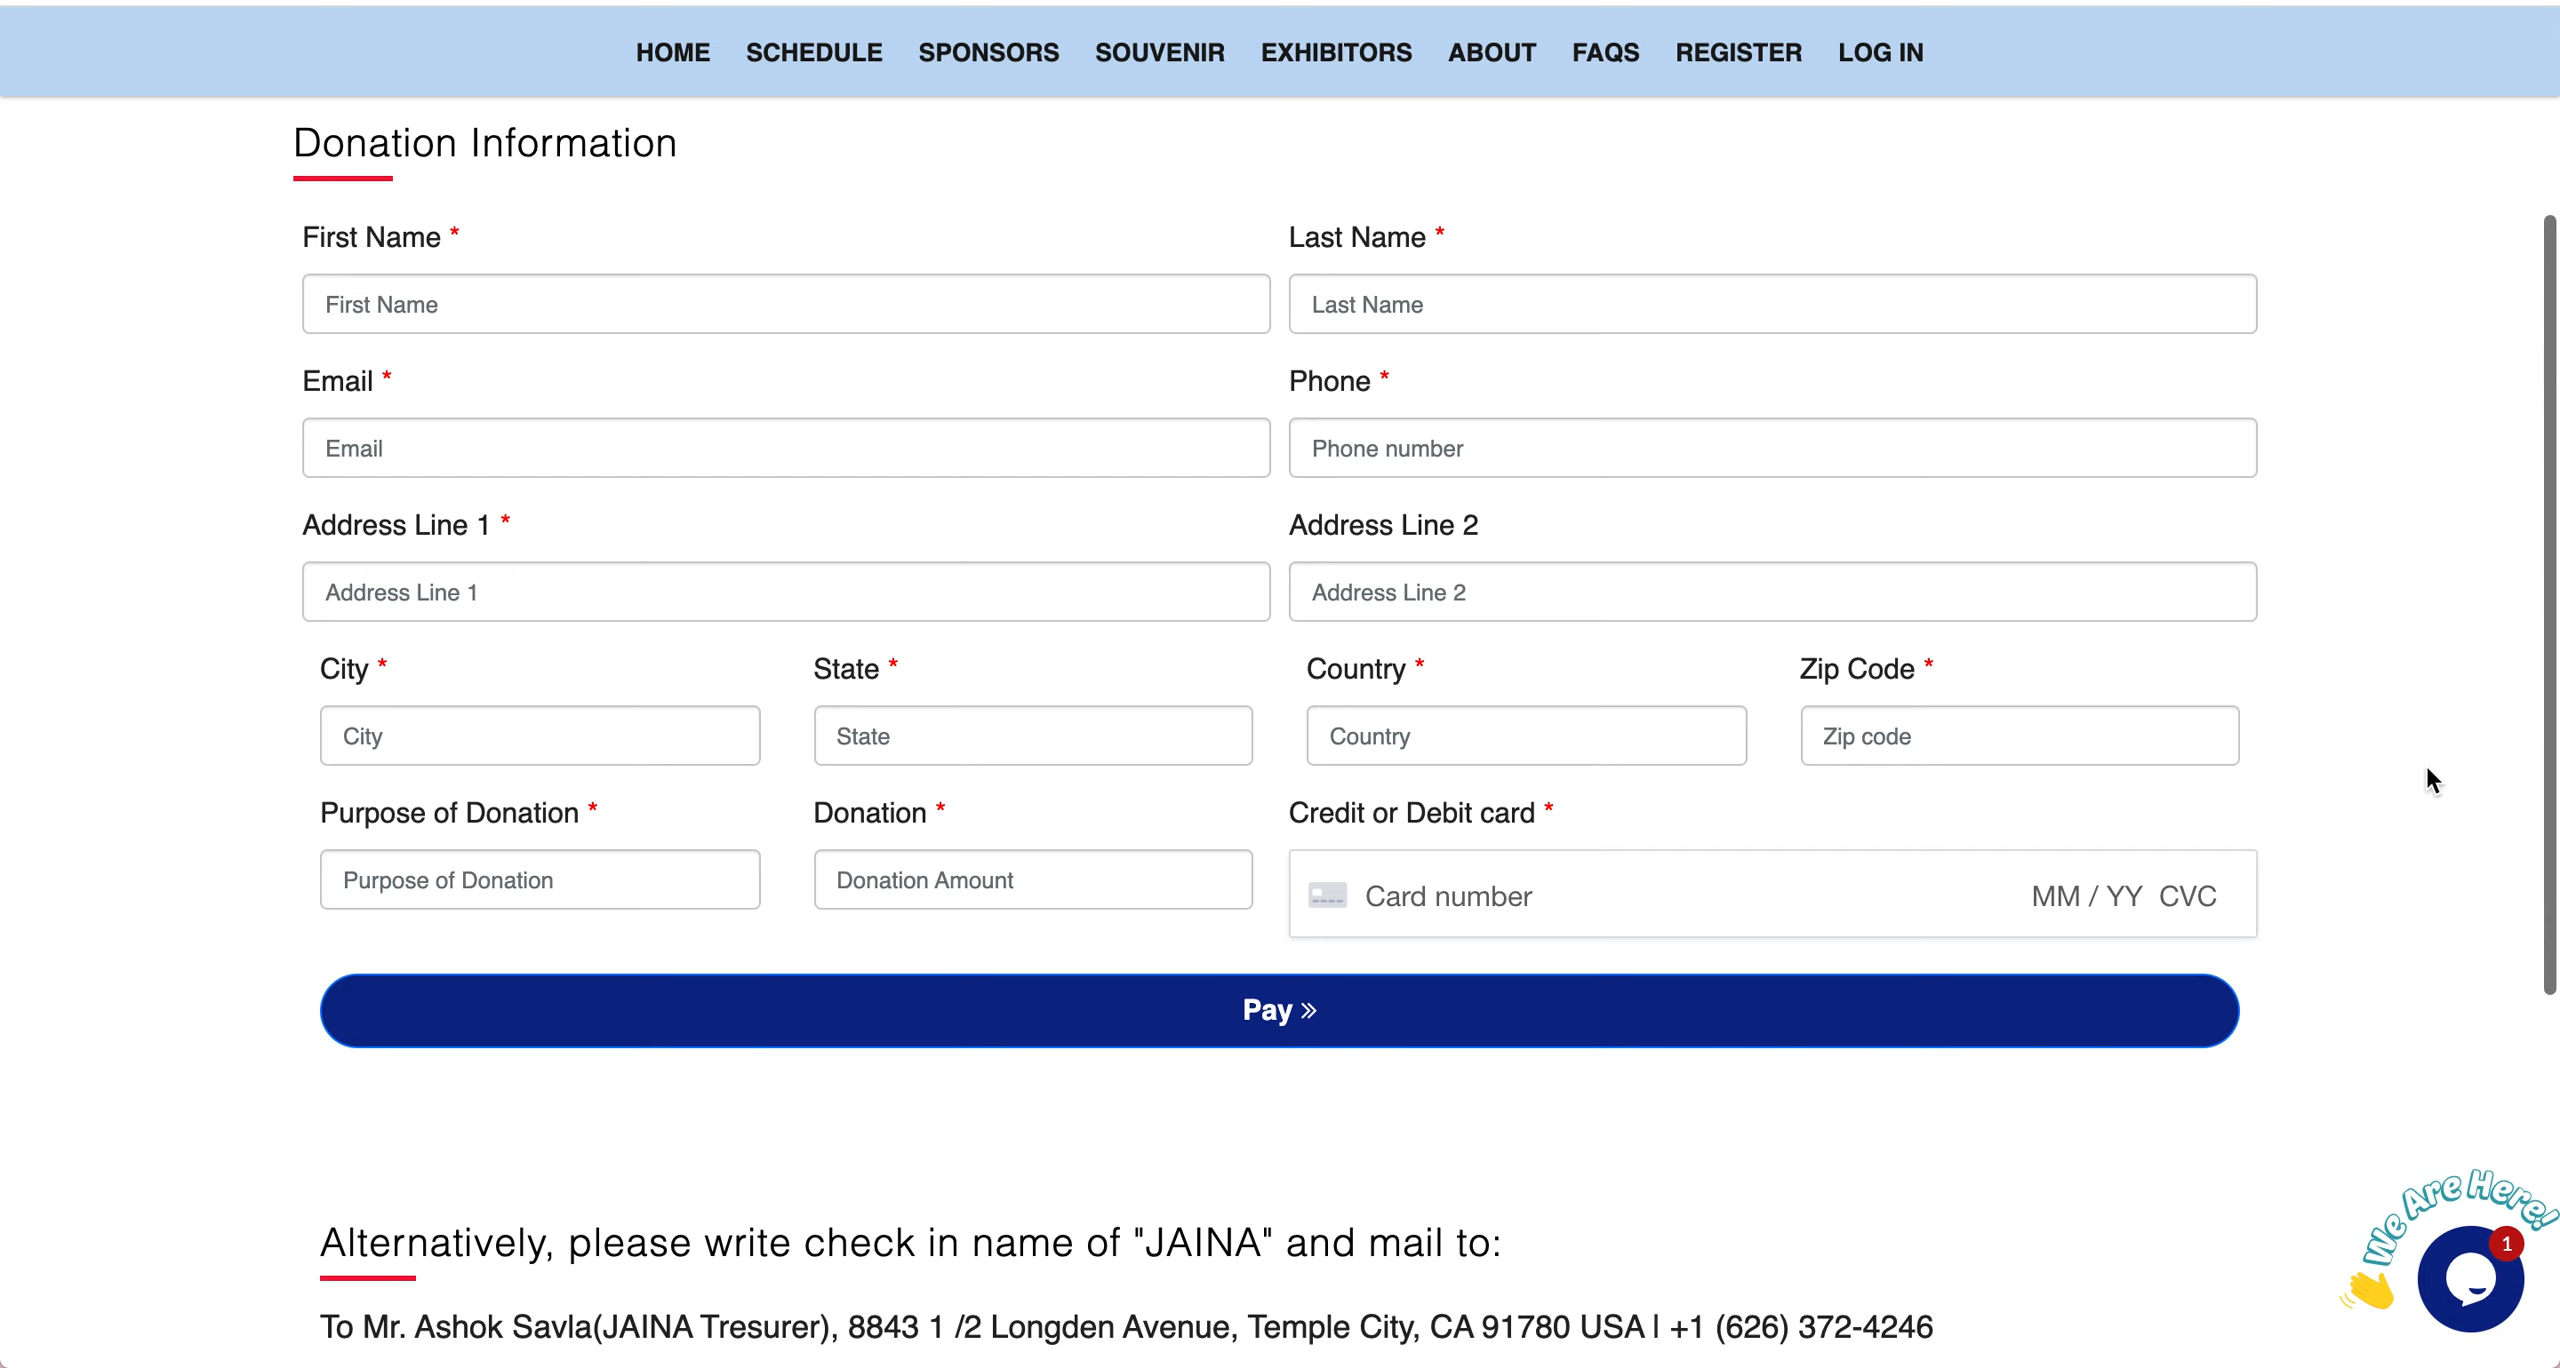 HOME SCHEDULE SPONSORS SOUVENIR EXHIBITORS ABOUT FAQS REGISTER LOG IN
Donation Information
First Name * Last Name *
First Name Last Name
Email * Phone *
Email Phone number
Address Line 1 * Address Line 2
Address Line 1 Address Line 2
City * State * Country * Zip Code *
City State Country Zip code
Purpose of Donation * Donation * Credit or Debit card *
Purpose of Donation Donation Amount Card number MM / YY CVC
Pay »
We Are Here!
1
Alternatively, please write check in name of "JAINA" and mail to:
To Mr. Ashok Savla(JAINA Tresurer), 8843 1 /2 Longden Avenue, Temple City, CA 91780 USA l +1 (626) 372-4246